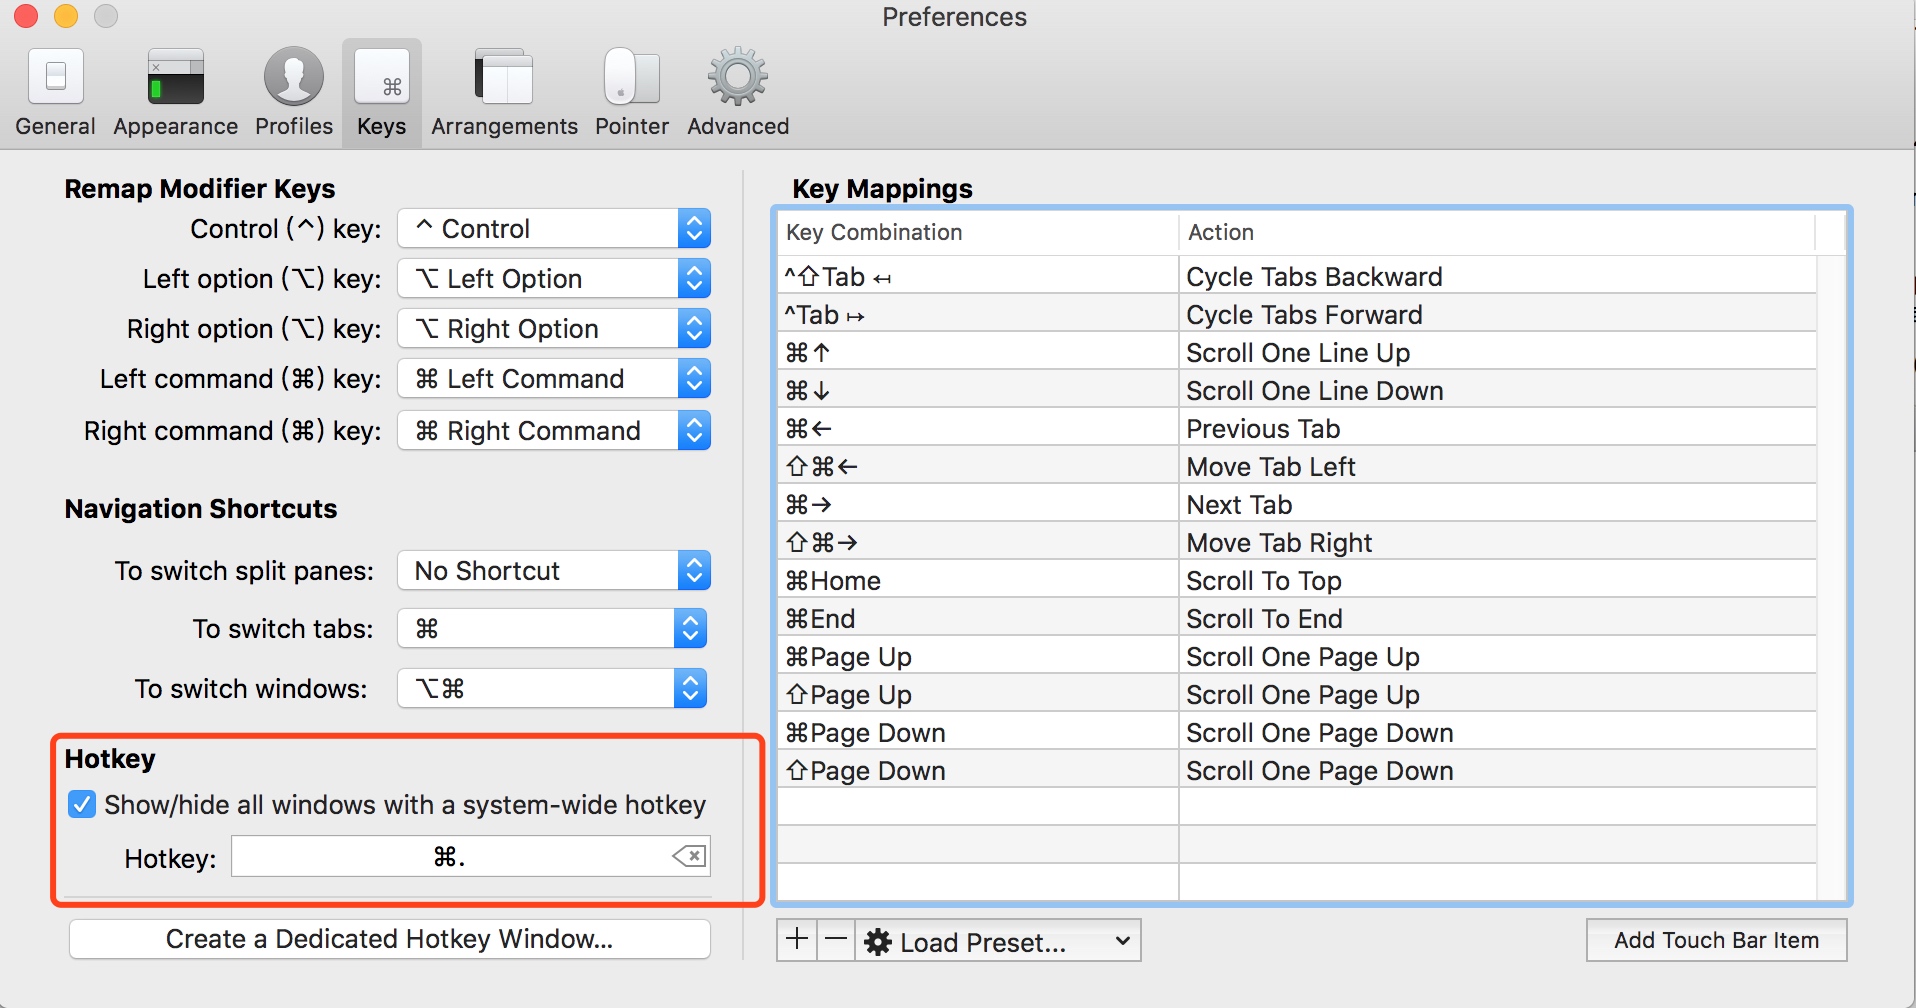 Preferences
General Appearance Profiles Keys Arrangements Pointer Advanced
Remap Modifier Keys
Control (^) key: ^ Control
Left option (⌥) key: ⌥ Left Option
Right option (⌥) key: ⌥ Right Option
Left command (⌘) key: ⌘ Left Command
Right command (⌘) key: ⌘ Right Command
Navigation Shortcuts
To switch split panes: No Shortcut
To switch tabs: ⌘
To switch windows: ⌥⌘
Hotkey
Show/hide all windows with a system-wide hotkey
Hotkey: ⌘.
Create a Dedicated Hotkey Window...
Key Mappings
Key Combination Action
^⇧Tab ↤ Cycle Tabs Backward
^Tab ↦ Cycle Tabs Forward
⌘↑ Scroll One Line Up
⌘↓ Scroll One Line Down
⌘← Previous Tab
⇧⌘← Move Tab Left
⌘→ Next Tab
⇧⌘→ Move Tab Right
⌘Home Scroll To Top
⌘End Scroll To End
⌘Page Up Scroll One Page Up
⇧Page Up Scroll One Page Up
⌘Page Down Scroll One Page Down
⇧Page Down Scroll One Page Down
+ − Load Preset... Add Touch Bar Item